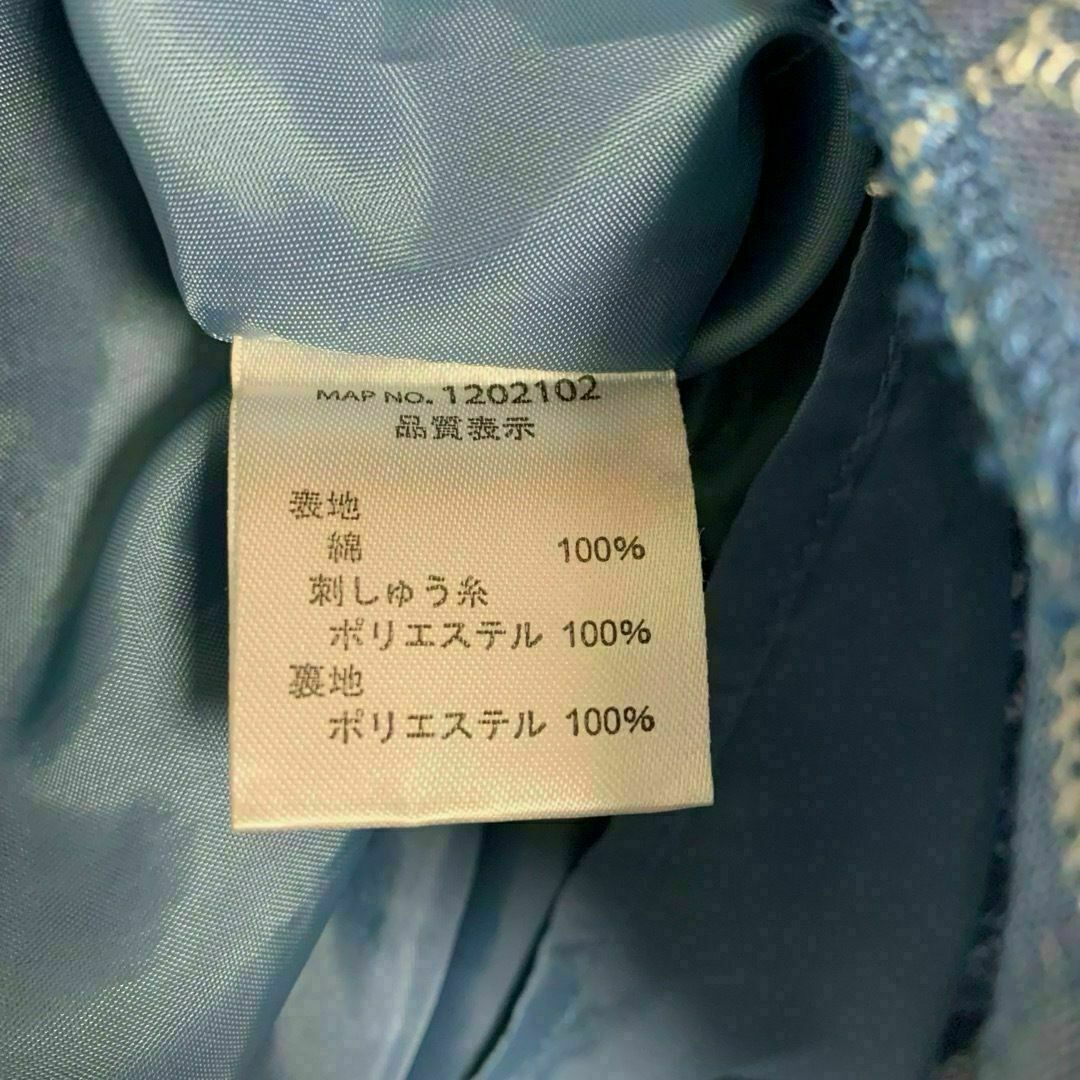 MAP NO. 1202102
品質表示
表地
綿 100%
刺しゅう糸
ポリエステル 100%
裏地
ポリエステル 100%